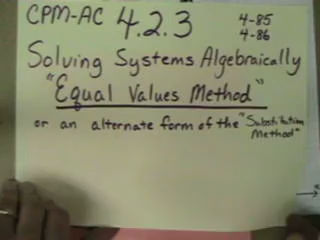 CPM-AC 4.2.3 4-85
4-86
Solving Systems Algebraically
"Equal Values Method"
or an alternate form of the "Substitution
Method"